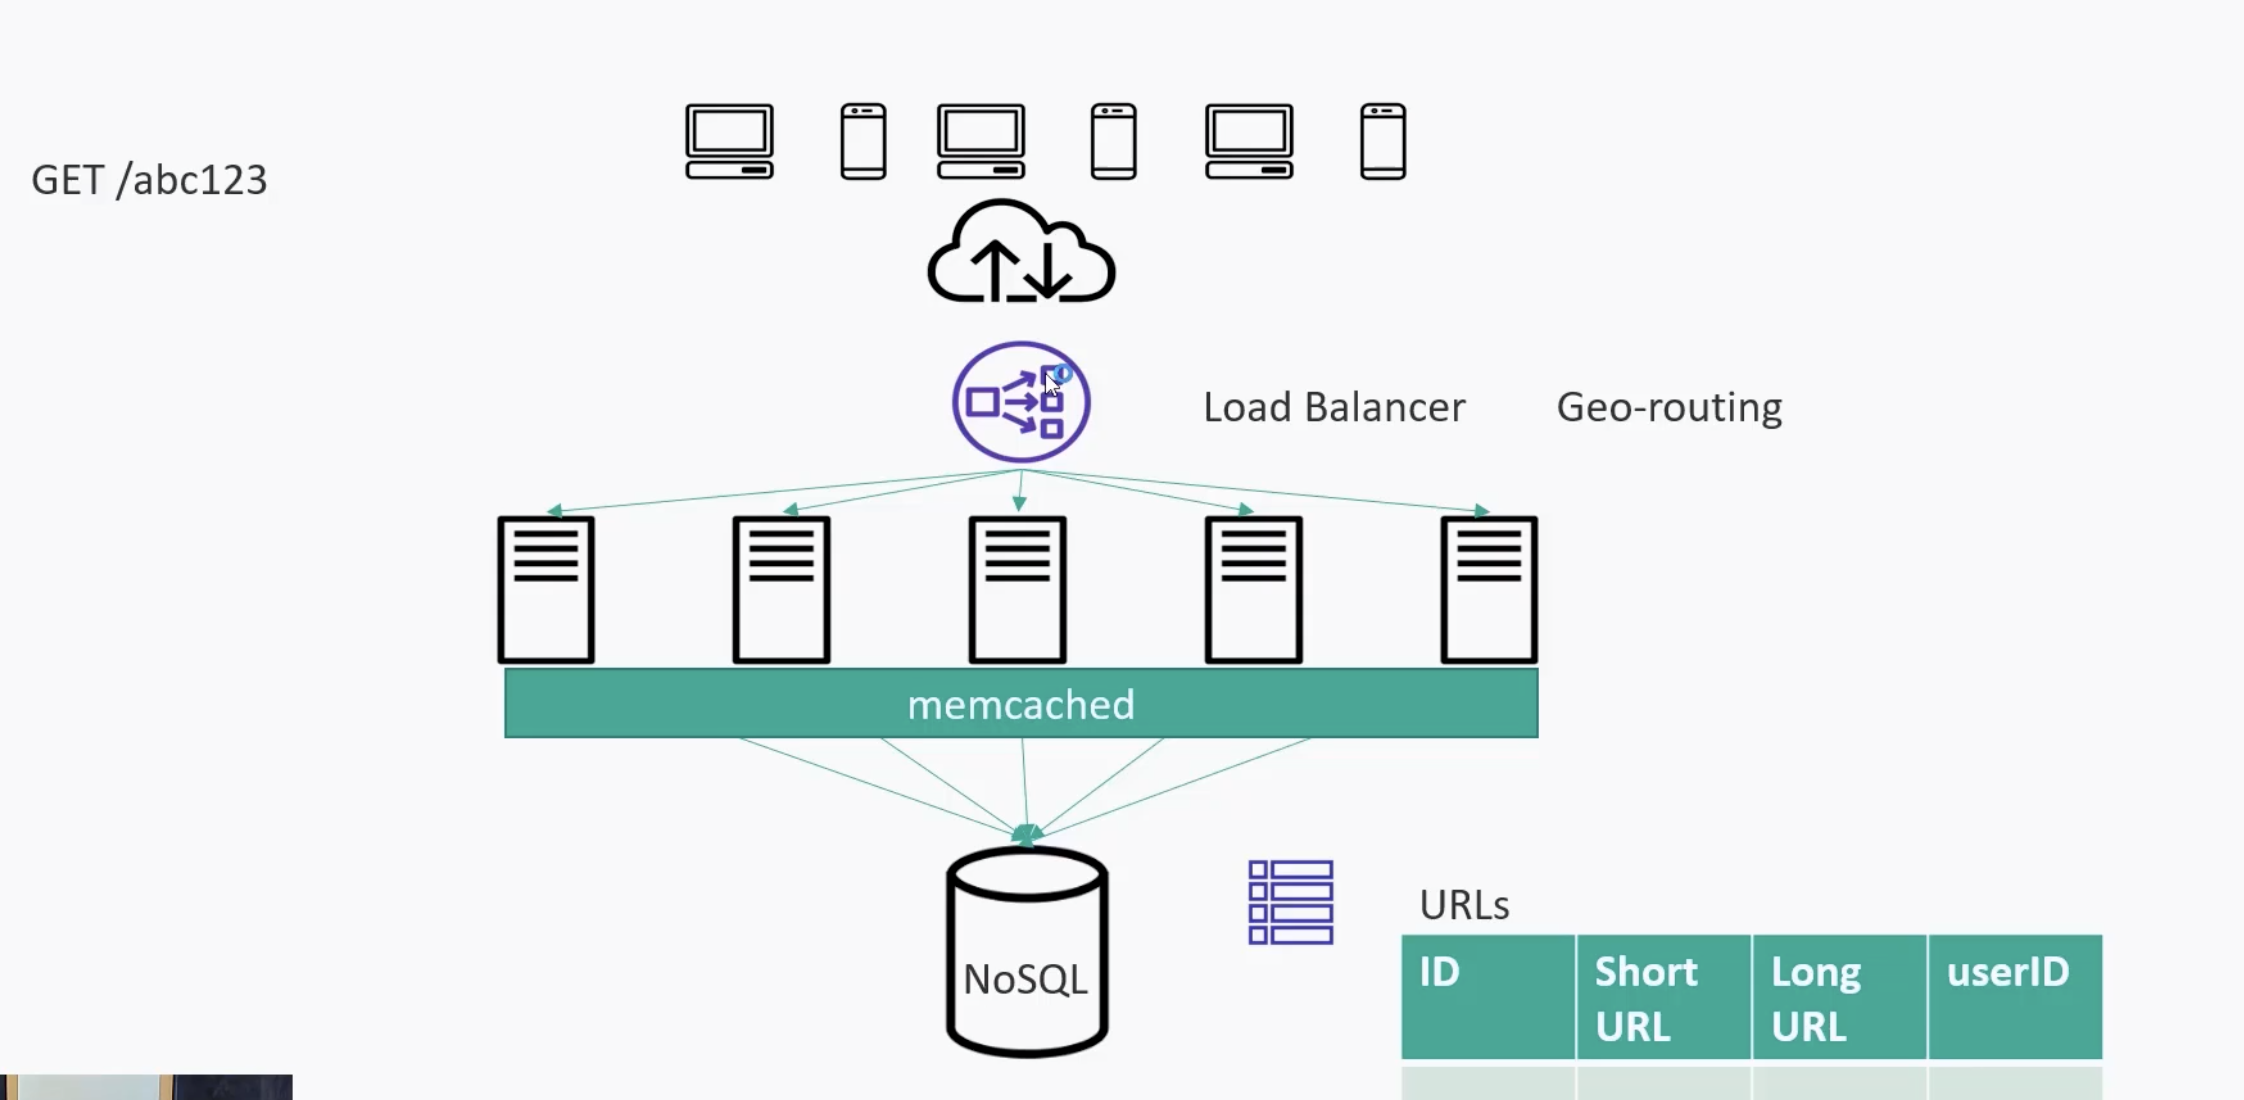 GET /abc123
Load Balancer
Geo-routing
memcached
NoSQL
URLs
ID
Short
URL
Long
URL
userID